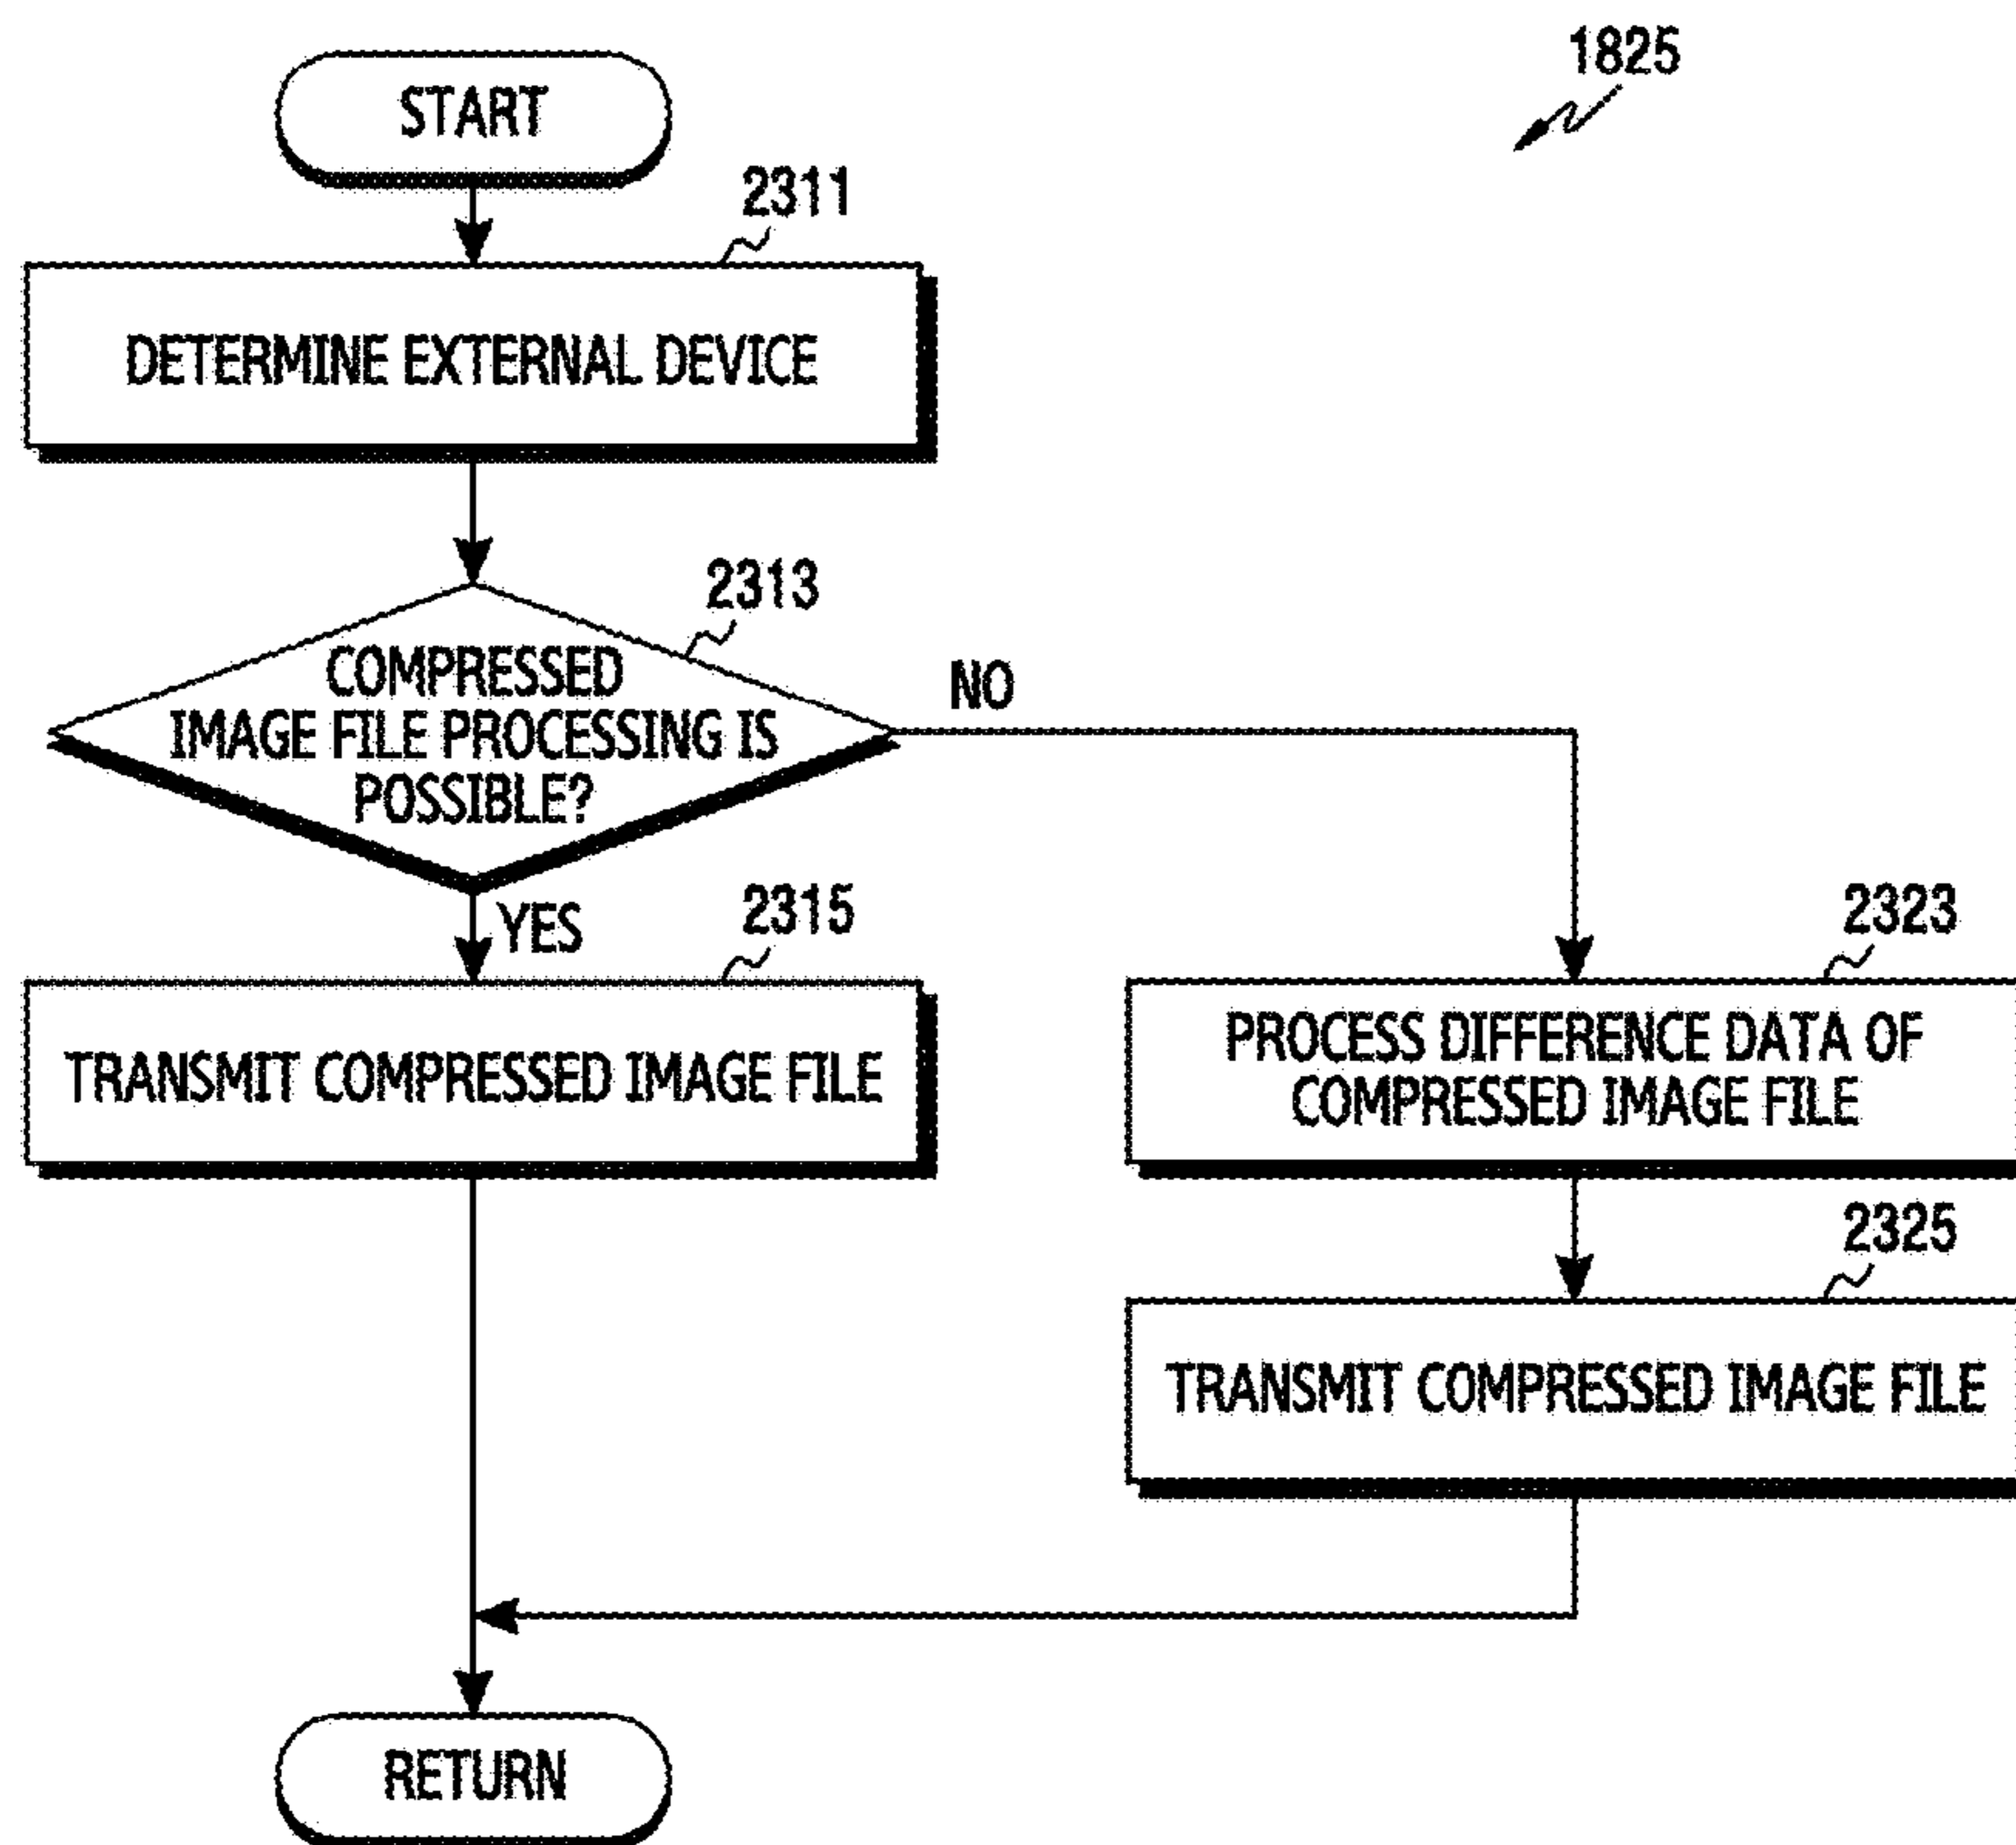 1825
START
2311
DETERMINE EXTERNAL DEVICE
2313
COMPRESSED
IMAGE FILE PROCESSING IS
POSSIBLE?
NO
YES
2315
TRANSMIT COMPRESSED IMAGE FILE
2323
PROCESS DIFFERENCE DATA OF
COMPRESSED IMAGE FILE
2325
TRANSMIT COMPRESSED IMAGE FILE
RETURN